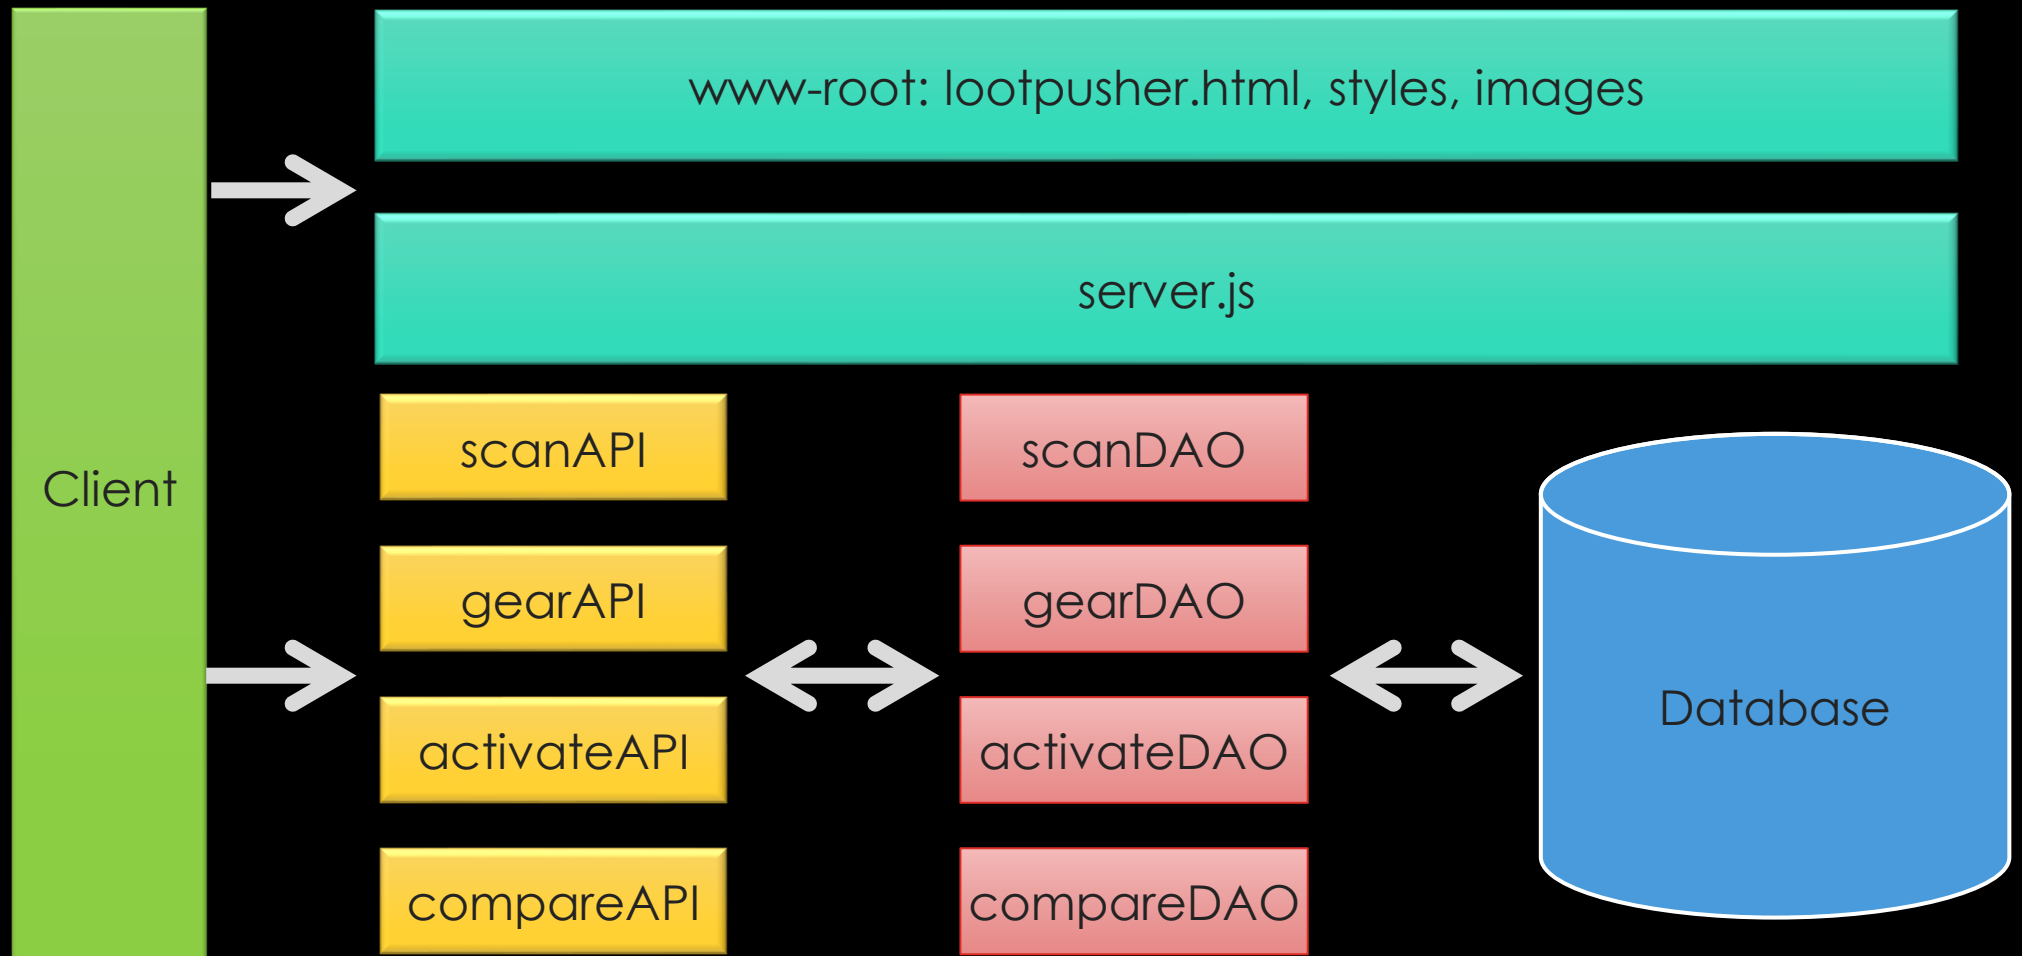 www-root: lootpusher.html, styles, images
server.js
Client
scanAPI
scanDAO
gearAPI
gearDAO
activateAPI
activateDAO
compareAPI
compareDAO
Database